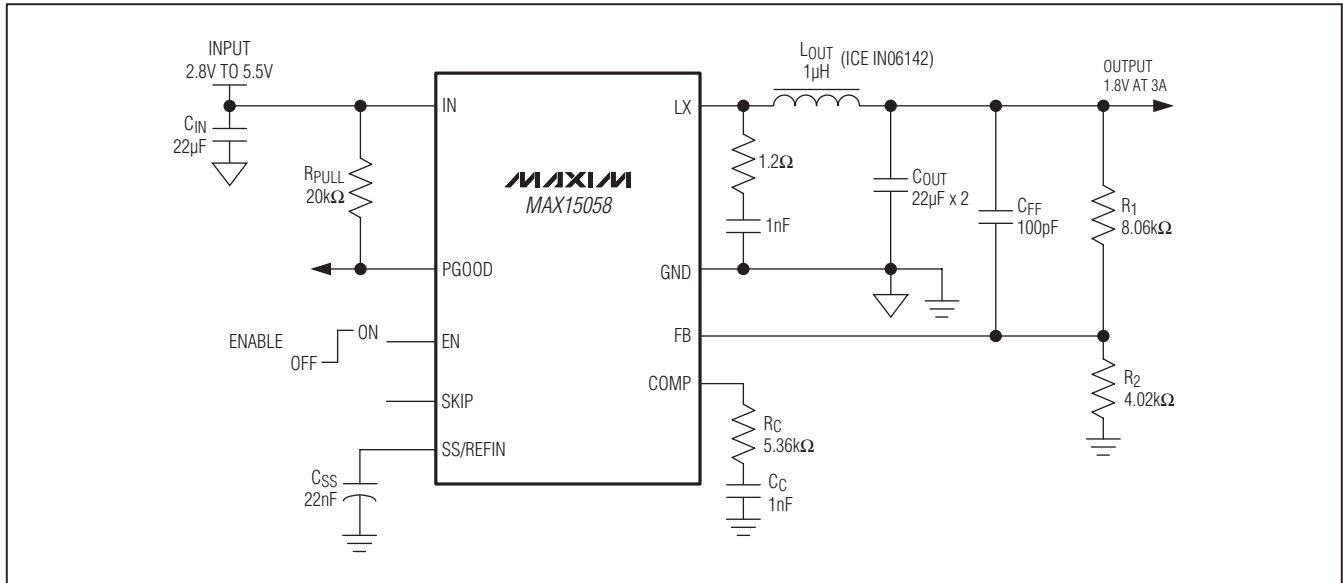 INPUT
2.8V TO 5.5V
CIN
22µF
RPULL
20kΩ
IN
PGOOD
ENABLE
OFF
ON
EN
SKIP
SS/REFIN
CSS
22nF
MAXIM
MAX15058
LX
GND
FB
COMP
LOUT (ICE IN06142)
1µH
1.2Ω
1nF
COUT
22µF x 2
CFF
100pF
OUTPUT
1.8V AT 3A
R1
8.06kΩ
R2
4.02kΩ
RC
5.36kΩ
CC
1nF